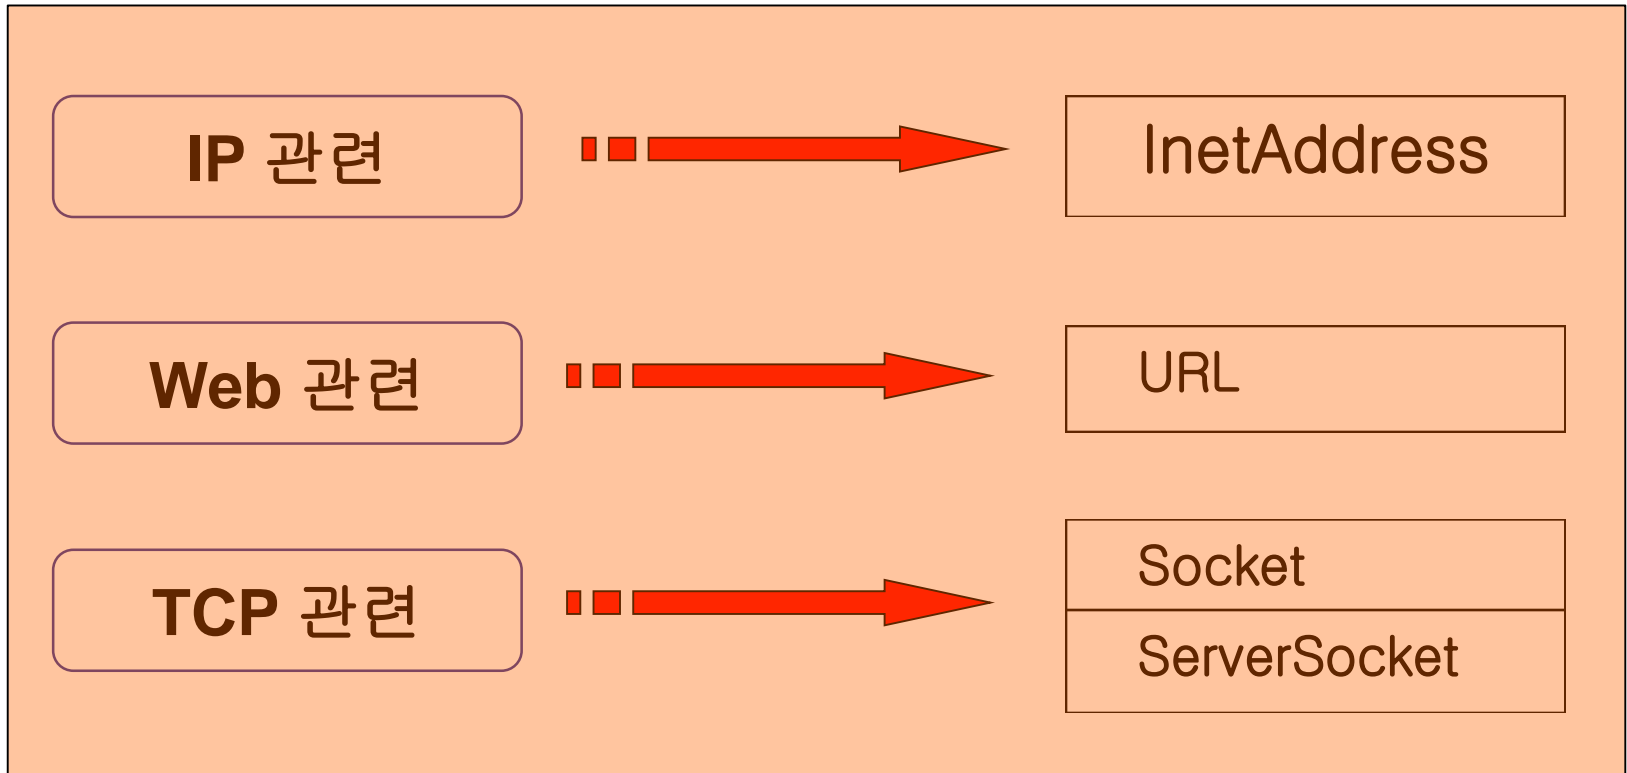 IP 관련
InetAddress
Web 관련
URL
TCP 관련
Socket
ServerSocket